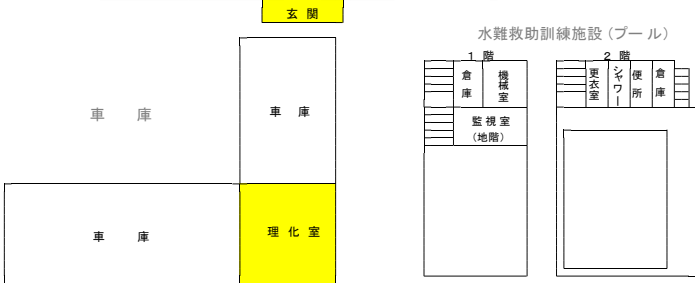 玄 関
水難救助訓練施設（プール）
1 階
2 階
倉庫
機械室
更衣室
シャワー
便所
倉庫
車　庫
車　庫
監 視 室
（地階）
車　庫
理 化 室